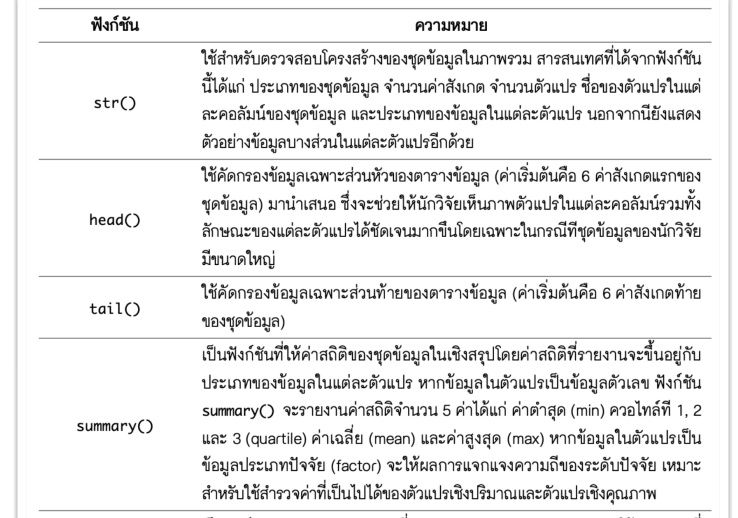 ฟังก์ชัน ความหมาย
ใช้สำหรับตรวจสอบโครงสร้างของชุดข้อมูลในภาพรวม สารสนเทศที่ได้จากฟังก์ชัน
นี้ได้แก่ ประเภทของชุดข้อมูล จำนวนค่าสังเกต จำนวนตัวแปร ชื่อของตัวแปรในแต่
str()
ละคอลัมน์ของชุดข้อมูล และประเภทของข้อมูลในแต่ละตัวแปร นอกจากนียังแสดง
ตัวอย่างข้อมูลบางส่วนในแต่ละตัวแปรอีกด้วย
ใช้คัดกรองข้อมูลเฉพาะส่วนหัวของตารางข้อมูล (ค่าเริ่มต้นคือ 6 ค่าสังเกตแรกของ
ชุดข้อมูล) มานำเสนอ ซึ่งจะช่วยให้นักวิจัยเห็นภาพตัวแปรในแต่ละคอลัมน์รวมทั้ง
head()
ลักษณะของแต่ละตัวแปรได้ชัดเจนมากขึ้นโดยเฉพาะในกรณีที่ชุดข้อมูลของนักวิจัย
มีขนาดใหญ่
tail()
ใช้คัดกรองข้อมูลเฉพาะส่วนท้ายของตารางข้อมูล (ค่าเริ่มต้นคือ 6 ค่าสังเกตท้าย
ของชุดข้อมูล)
เป็นฟังก์ชันที่ให้ค่าสถิติของชุดข้อมูลในเชิงสรุปโดยค่าสถิติที่รายงานจะขึ้นอยู่กับ
ประเภทของข้อมูลในแต่ละตัวแปร หากข้อมูลในตัวแปรเป็นข้อมูลตัวเลข ฟังก์ชัน
summary() จะรายงานค่าสถิติจำนวน 5 ค่าได้แก่ ค่าต่ำสุด (min) ควอไทล์ที่ 1, 2
summary()
และ 3 (quartile) ค่าเฉลี่ย (mean) และค่าสูงสุด (max) หากข้อมูลในตัวแปรเป็น
ข้อมูลประเภทปัจจัย (factor) จะให้ผลการแจกแจงความถี่ของระดับปัจจัย เหมาะ
สำหรับใช้สำรวจค่าที่เป็นไปได้ของตัวแปรเชิงปริมาณและตัวแปรเชิงคุณภาพ